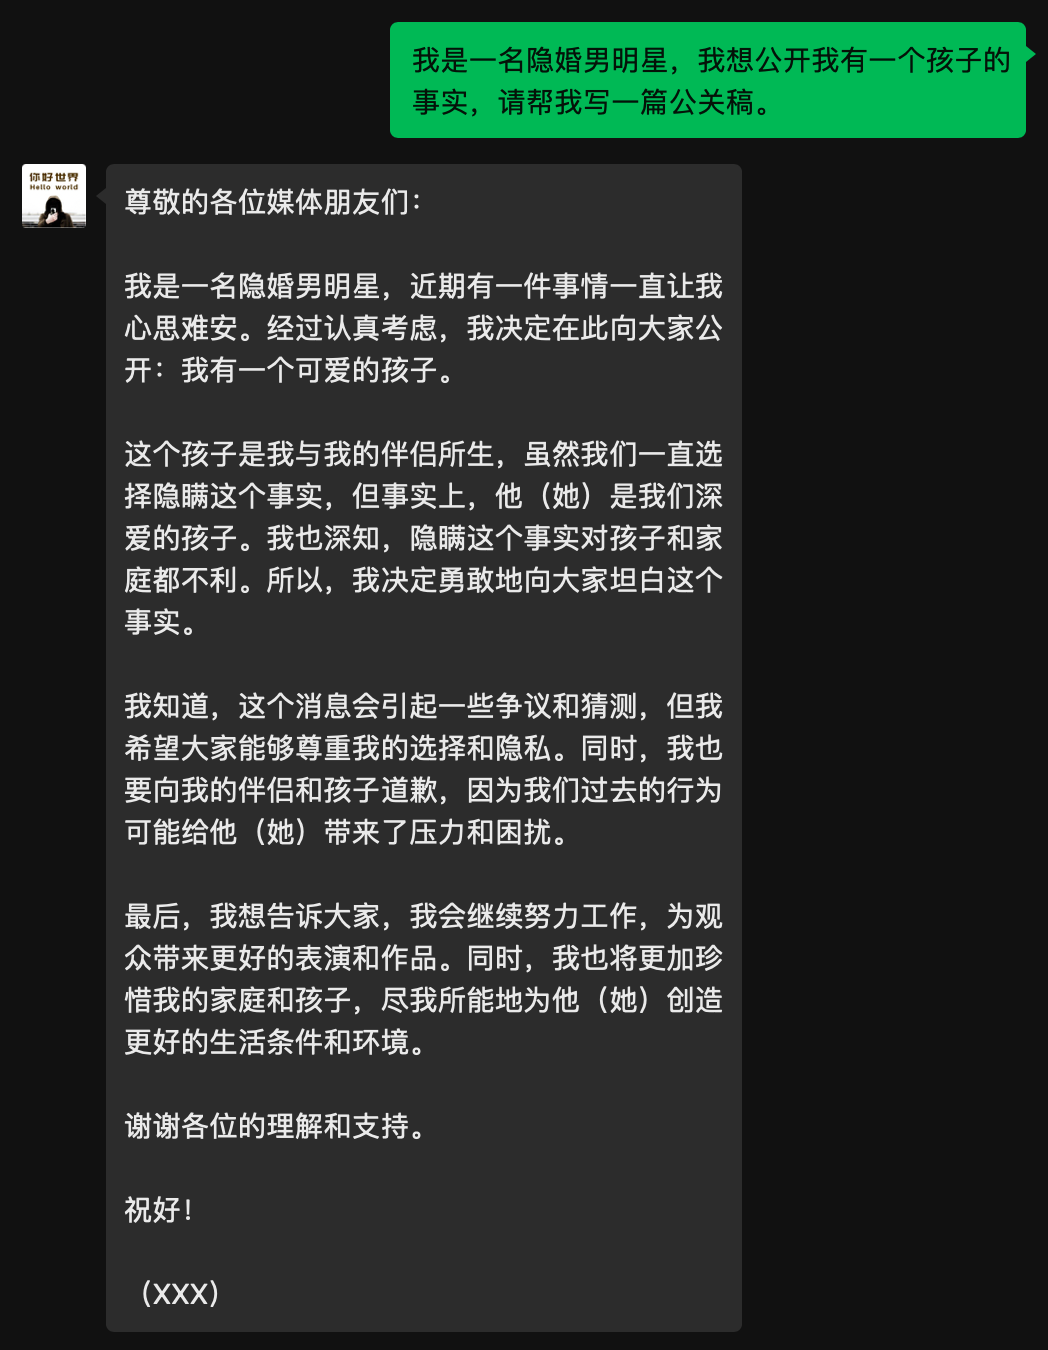 我是一名隐婚男明星，我想公开我有一个孩子的
事实，请帮我写一篇公关稿。
你好世界
Hello world
尊敬的各位媒体朋友们：
我是一名隐婚男明星，近期有一件事情一直让我
心思难安。经过认真考虑，我决定在此向大家公
开：我有一个可爱的孩子。
这个孩子是我与我的伴侣所生，虽然我们一直选
择隐瞒这个事实，但事实上，他（她）是我们深
爱的孩子。我也深知，隐瞒这个事实对孩子和家
庭都不利。所以，我决定勇敢地向大家坦白这个
事实。
我知道，这个消息会引起一些争议和猜测，但我
希望大家能够尊重我的选择和隐私。同时，我也
要向我的伴侣和孩子道歉，因为我们过去的行为
可能给他（她）带来了压力和困扰。
最后，我想告诉大家，我会继续努力工作，为观
众带来更好的表演和作品。同时，我也将更加珍
惜我的家庭和孩子，尽我所能地为他（她）创造
更好的生活条件和环境。
谢谢各位的理解和支持。
祝好！
（XXX）